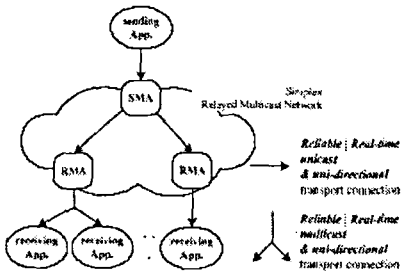 sending
App.
SMA
Simplex
Relayed Multicast Network
RMA
RMA
Reliable | Real-time
unicast
& uni-directional
transport connection
receiving
App.
receiving
App.
receiving
App.
Reliable | Real-time
multicast
& uni-directional
transport connection